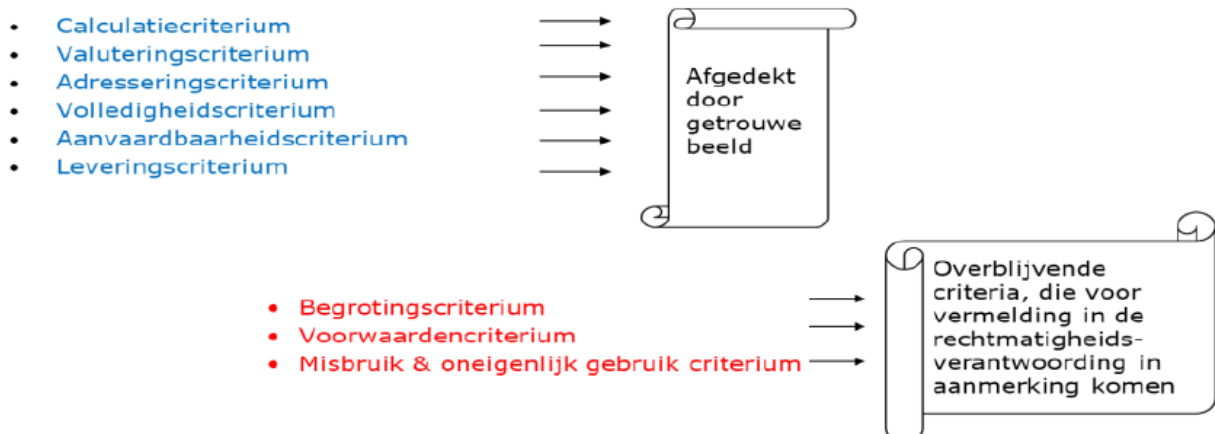 • Calculatiecriterium
• Valuteringscriterium
• Adresseringscriterium
• Volledigheidscriterium
• Aanvaardbaarheidscriterium
• Leveringscriterium
Afgedekt
door
getrouwe
beeld
• Begrotingscriterium
• Voorwaardencriterium
• Misbruik & oneigenlijk gebruik criterium
Overblijvende
criteria, die voor
vermelding in de
rechtmatigheids-
verantwoording in
aanmerking komen